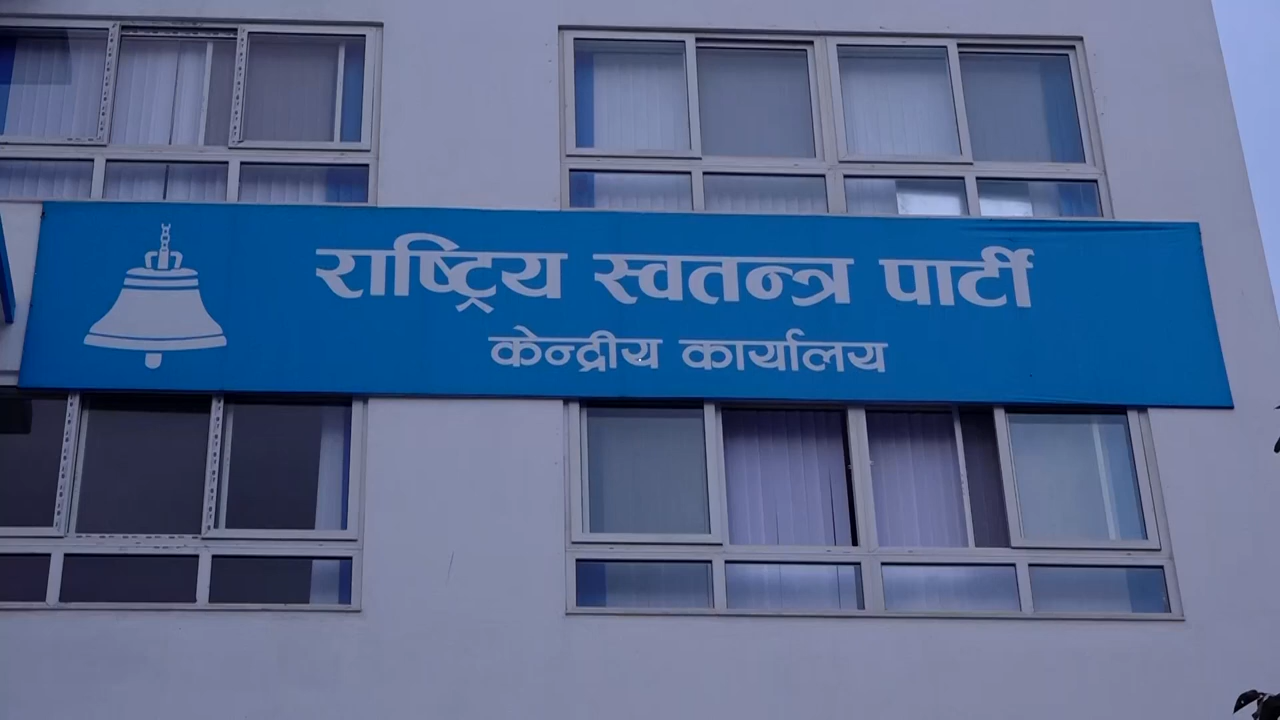 राष्ट्रिय स्वतन्त्र पार्टी
केन्द्रीय कार्यालय